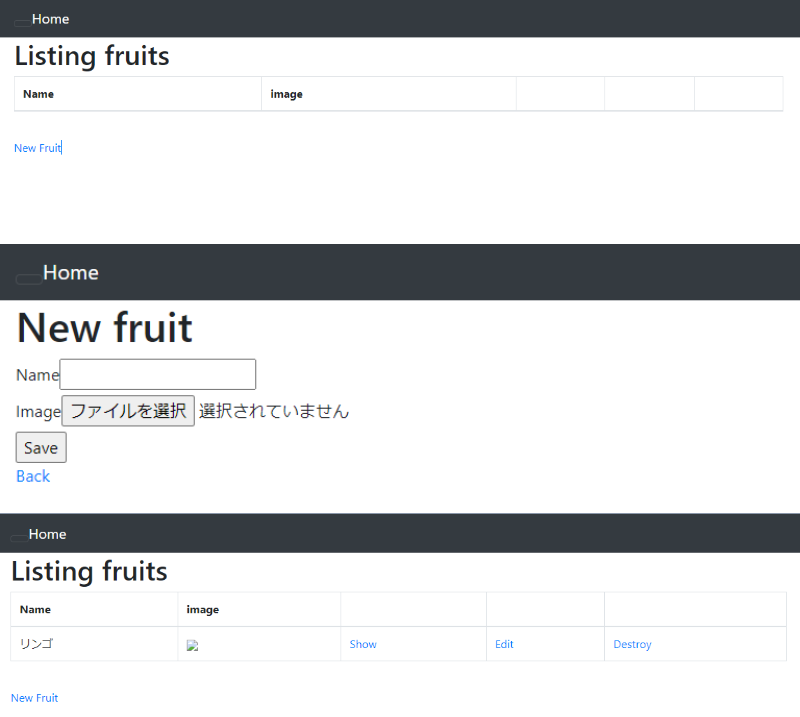 Home
Listing fruits
Name image
New Fruit
Home
New fruit
Name
Image ファイルを選択 選択されていません
Save
Back
Home
Listing fruits
Name image
リンゴ Show Edit Destroy
New Fruit